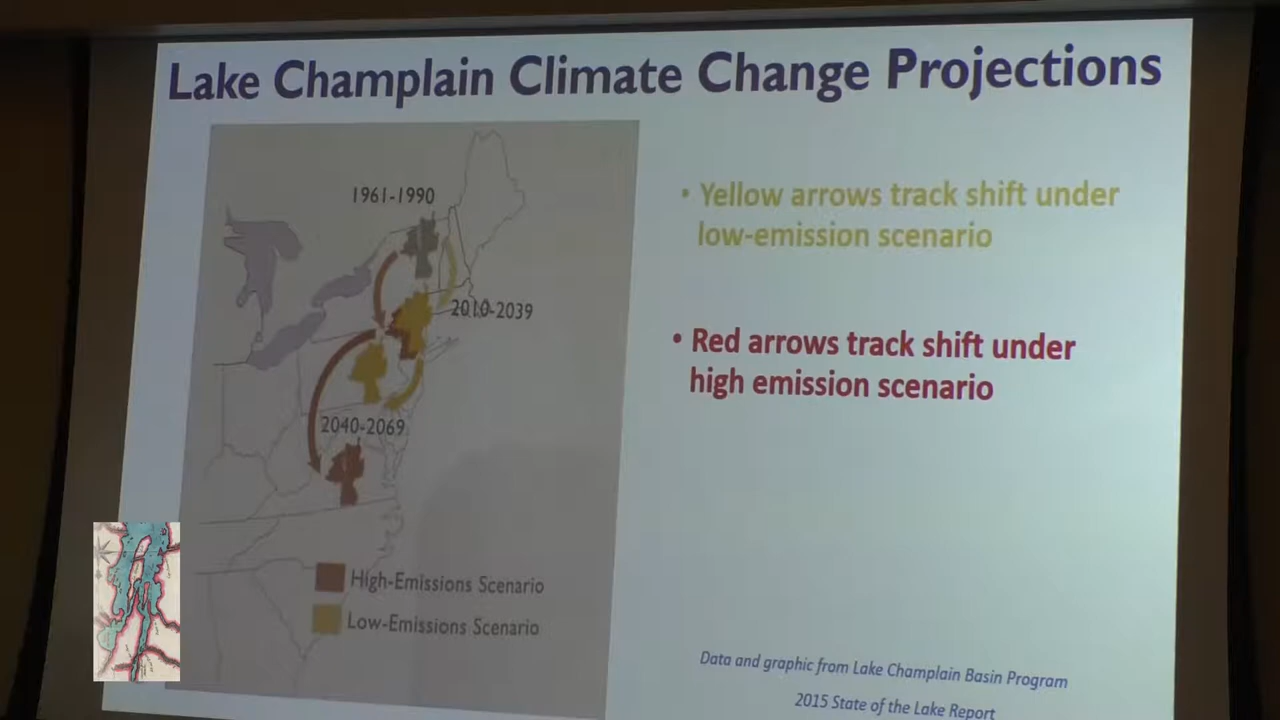 Lake Champlain Climate Change Projections
1961-1990
2010-2039
2040-2069
High-Emissions Scenario
Low-Emissions Scenario
• Yellow arrows track shift under
low-emission scenario
• Red arrows track shift under
high emission scenario
Data and graphic from Lake Champlain Basin Program
2015 State of the Lake Report